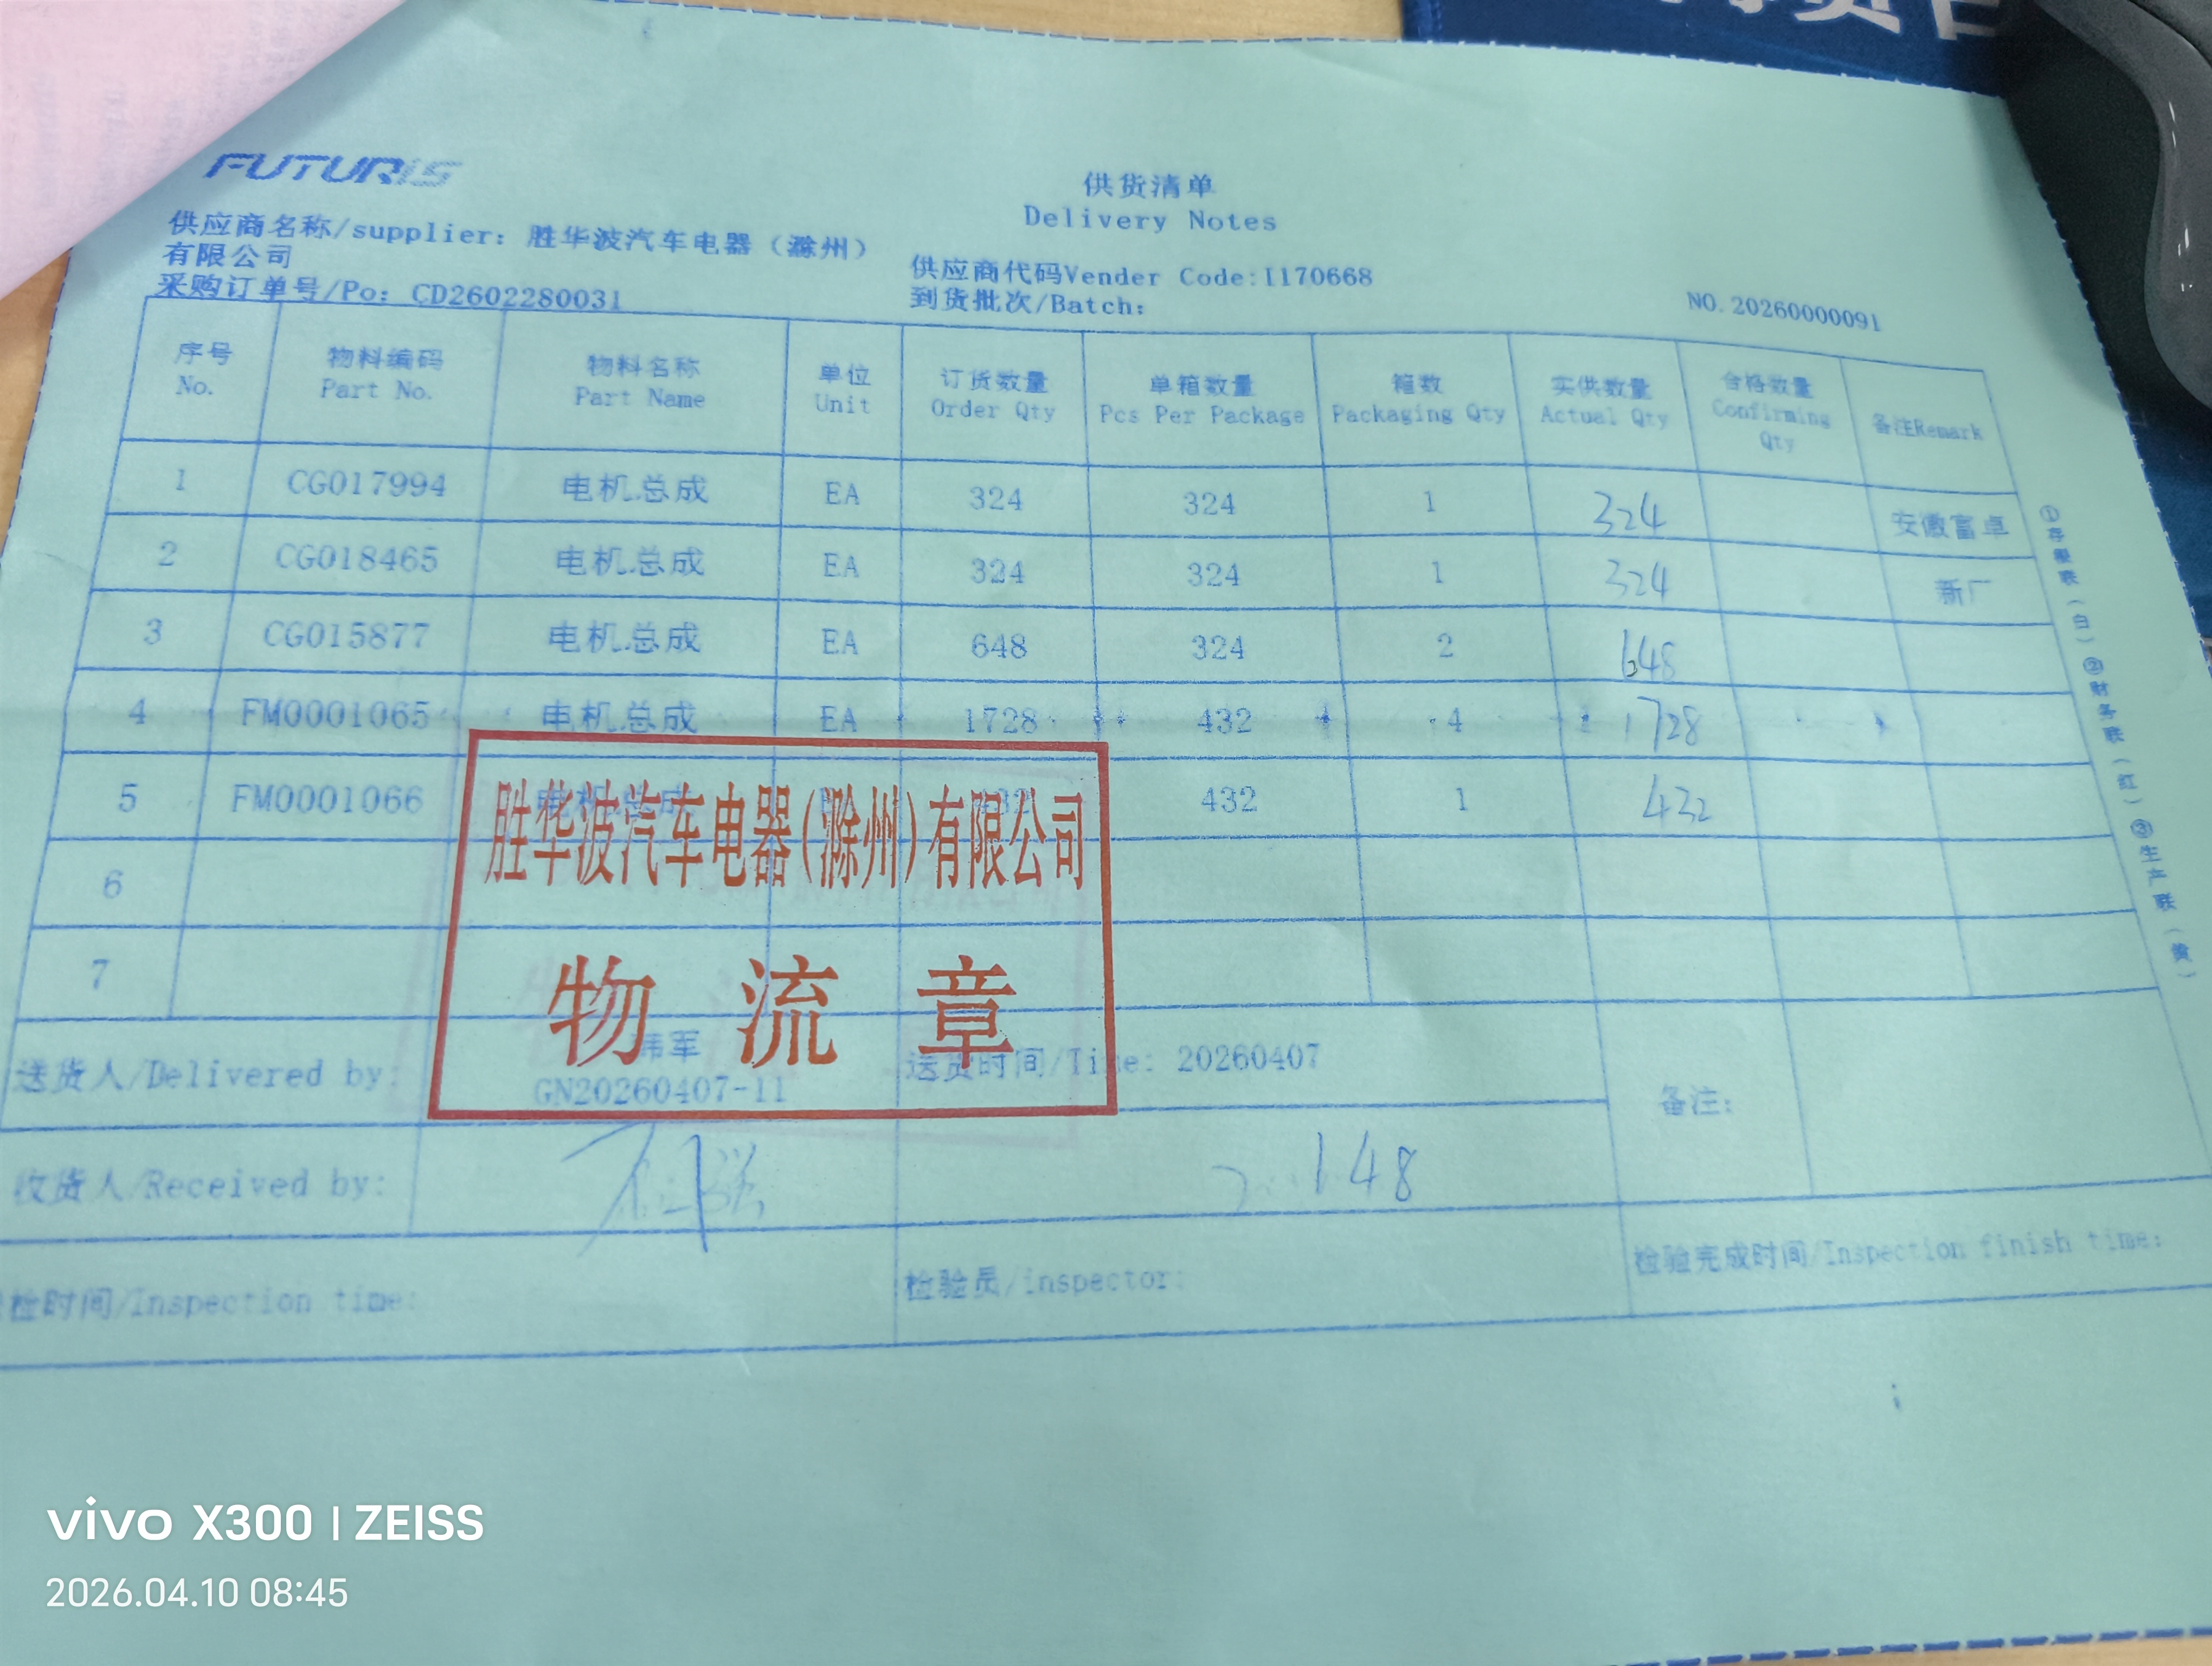 FUTURIS
供货清单
Delivery Notes
供应商名称/supplier: 胜华波汽车电器（滁州）
有限公司
供应商代码Vender Code:I170668
采购订单号/Po: CD2602280031
到货批次/Batch:
NO.20260000091
序号 物料编码 物料名称 单位 订货数量 单箱数量 箱数 实供数量 合格数量 备注Remark
No. Part No. Part Name Unit Order Qty Pcs Per Package Packaging Qty Actual Qty Confirming Qty
1 CG017994 电机总成 EA 324 324 1 324 安徽富卓
2 CG018465 电机总成 EA 324 324 1 324 新厂
3 CG015877 电机总成 EA 648 324 2 648
4 FM0001065 电机总成 EA 1728 432 4 1728
5 FM0001066 432 1 432
6
7
胜华波汽车电器(滁州)有限公司
物流章
送货人/Delivered by: 军
GN20260407-11
送货时间/Time: 20260407
备注:
收货人/Received by:
148
检时间/Inspection time:
检验员/inspector:
检验完成时间/Inspection finish time:
①存根联（白）②财务联（红）③生产联（黄）
vivo X300 | ZEISS
2026.04.10 08:45